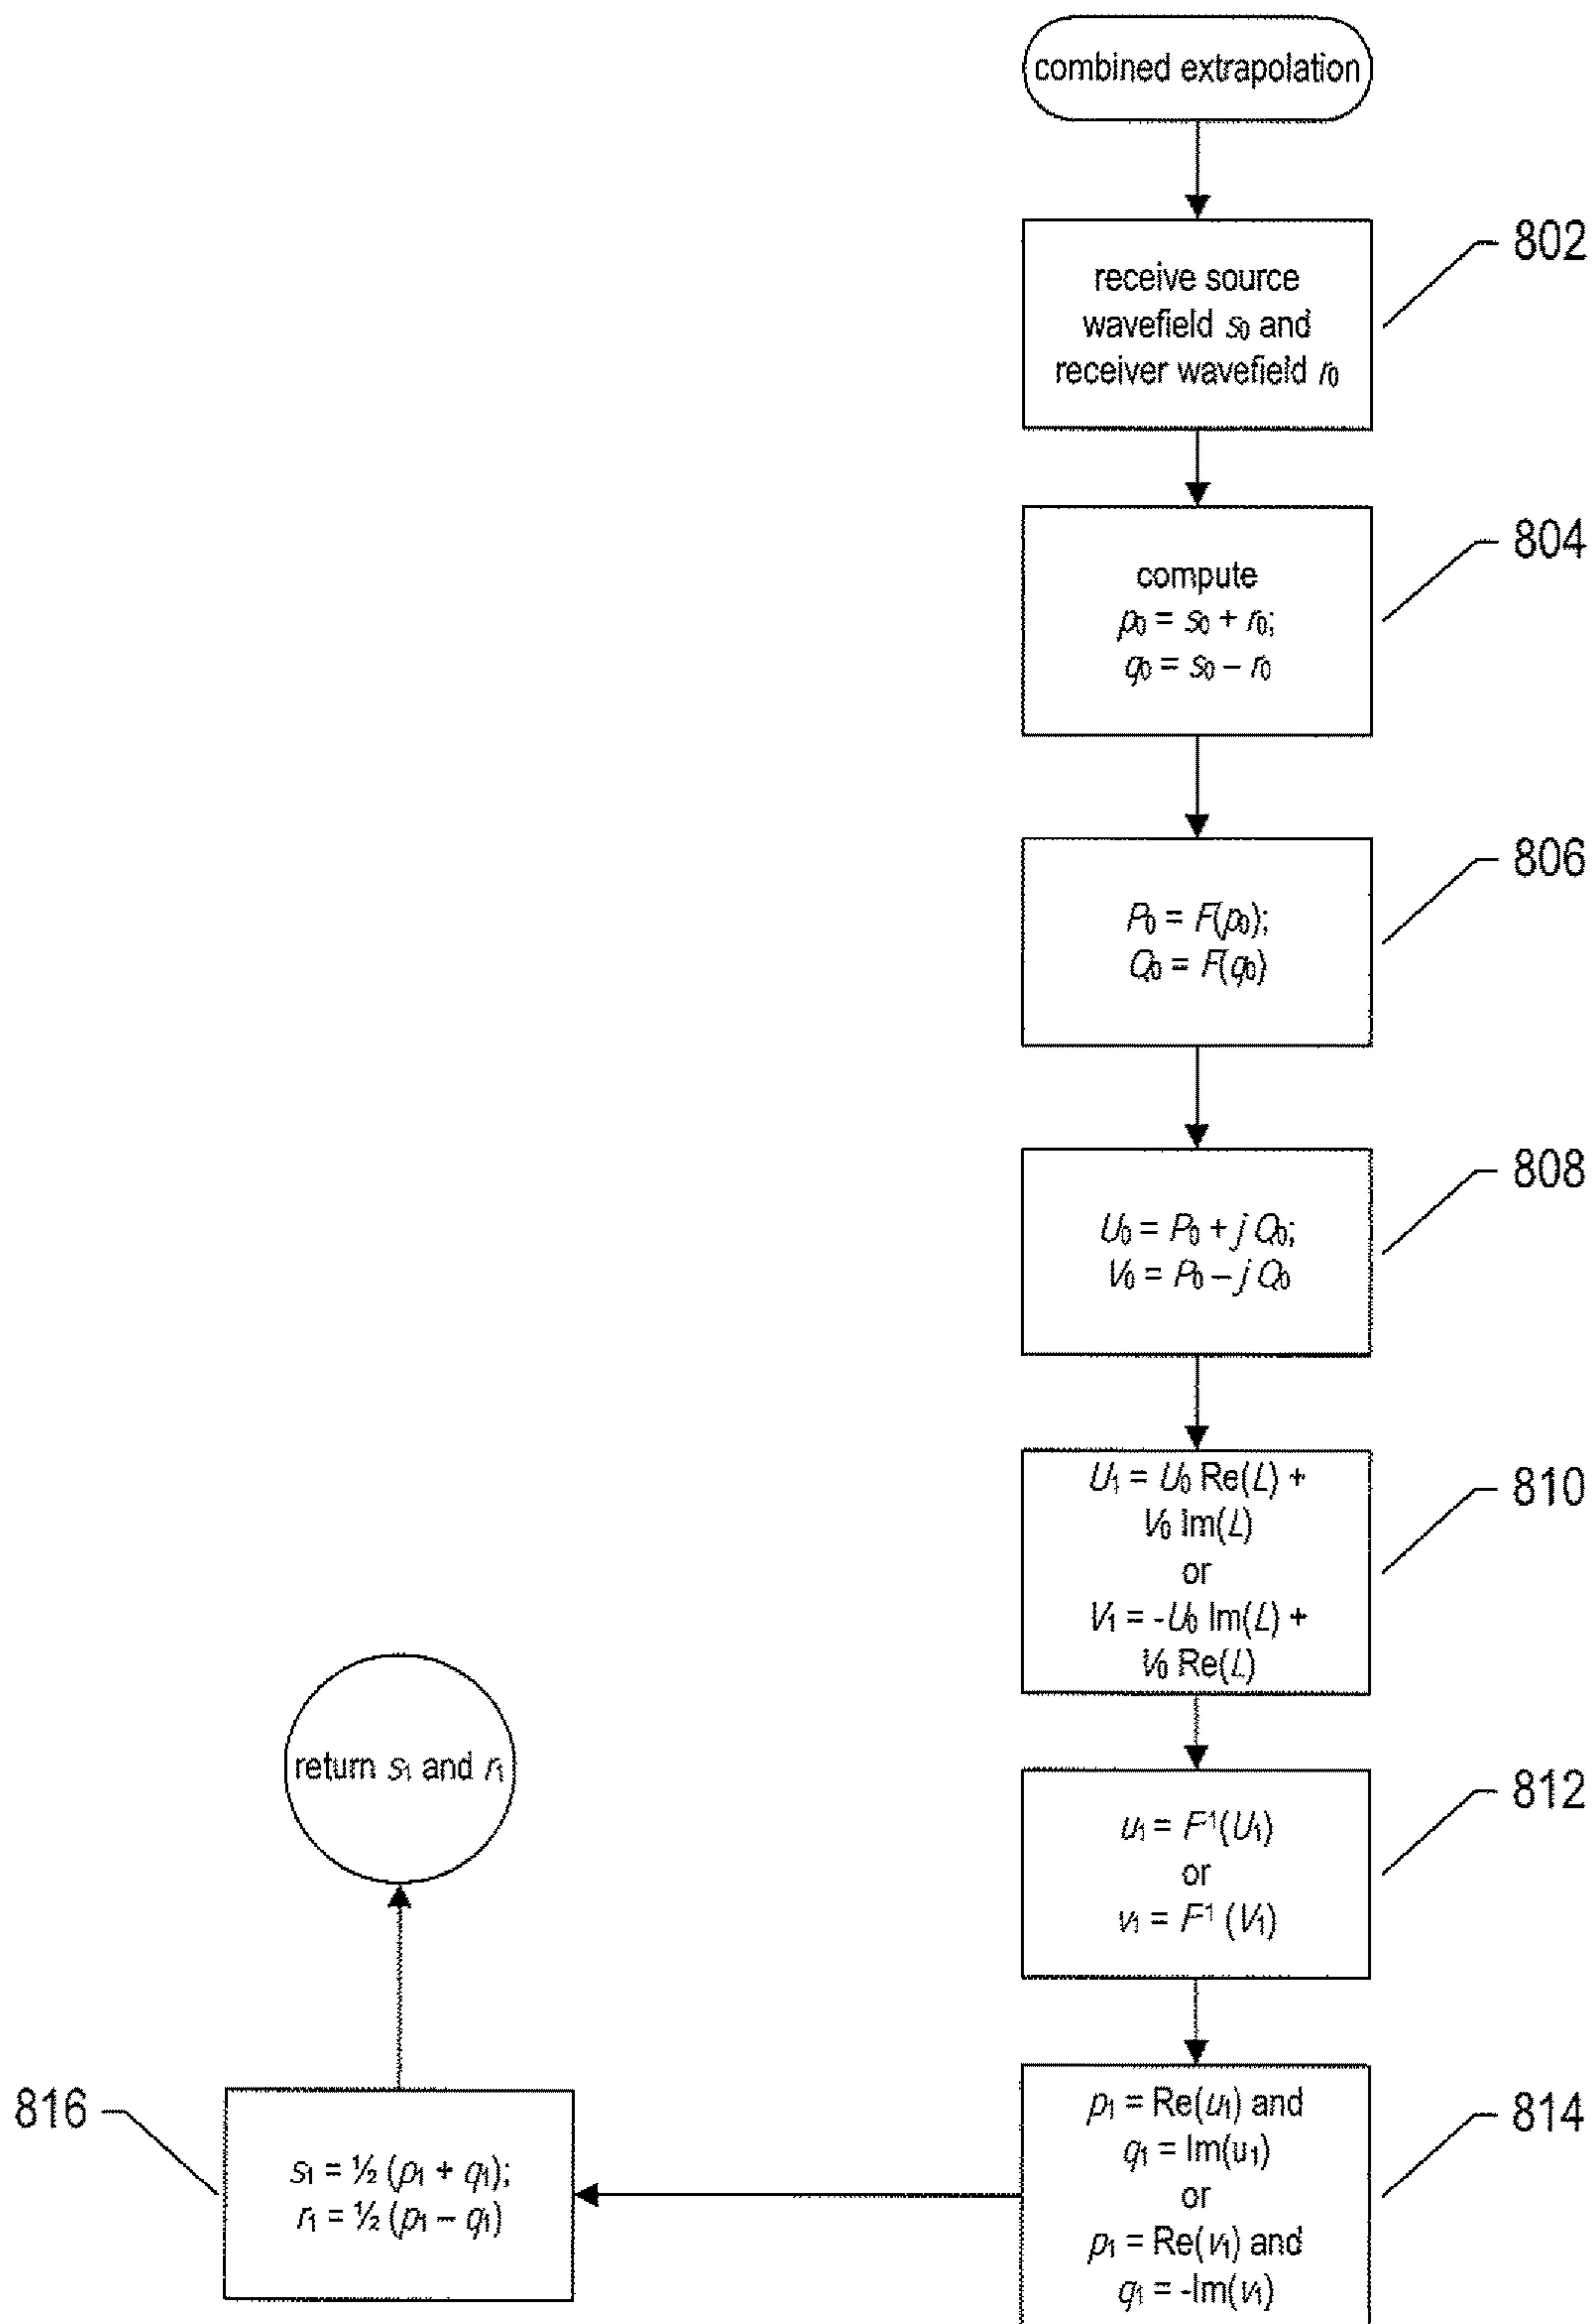 combined extrapolation
802
receive source
wavefield s₀ and
receiver wavefield r₀
804
compute
p₀ = s₀ + r₀;
q₀ = s₀ – r₀
806
P₀ = F(p₀);
Q₀ = F(q₀)
808
U₀ = P₀ + j Q₀;
V₀ = P₀ – j Q₀
810
U₁ = U₀ Re(L) +
V₀ Im(L)
or
V₁ = -U₀ Im(L) +
V₀ Re(L)
812
u₁ = F⁻¹(U₁)
or
v₁ = F⁻¹ (V₁)
814
p₁ = Re(u₁) and
q₁ = Im(u₁)
or
p₁ = Re(v₁) and
q₁ = -Im(v₁)
816
s₁ = ½ (p₁ + q₁);
r₁ = ½ (p₁ – q₁)
return s₁ and r₁